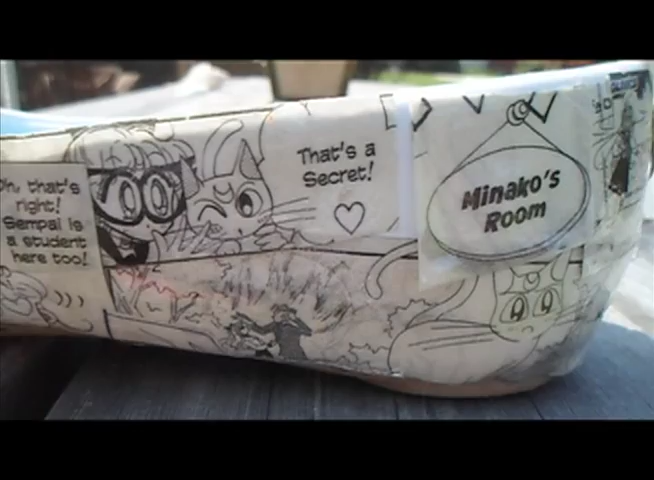 Oh, that's
right!
Sempai is
a student
here too!
That's a
Secret!
Minako's
Room